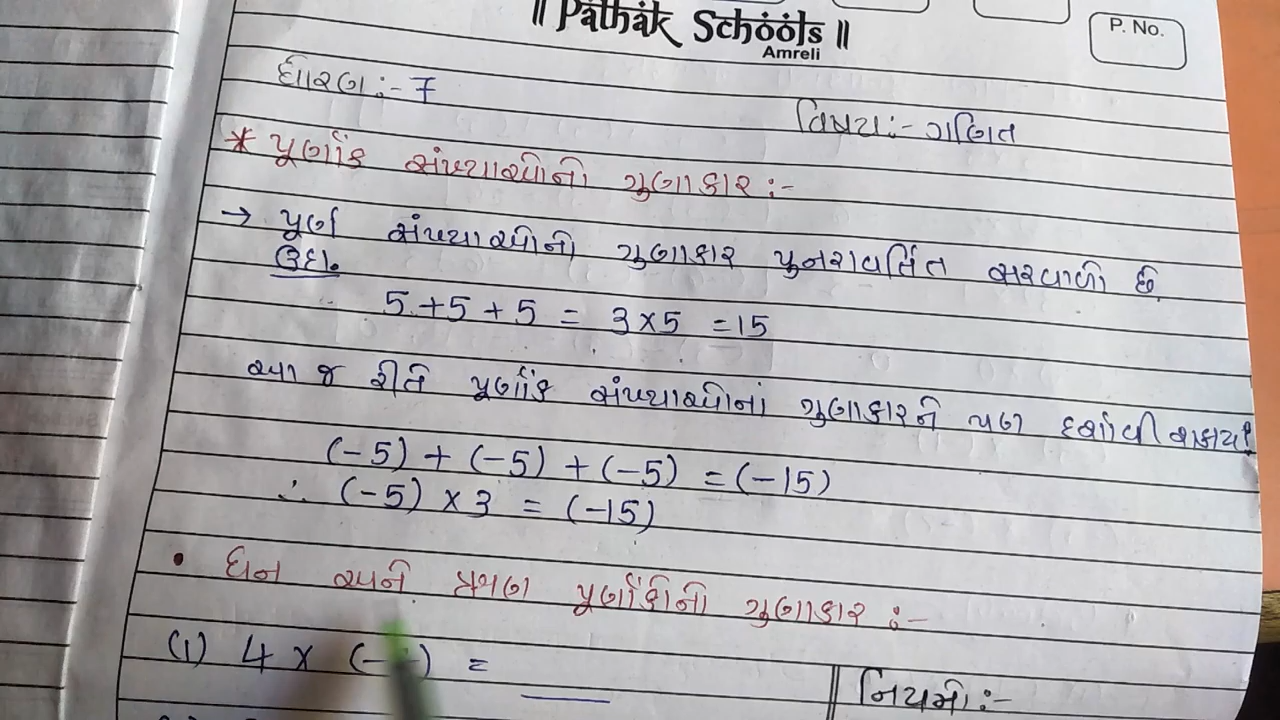 || Pathak Schools ||
Amreli
P. No.
ધોરણ :- 7
વિષય :- ગણિત
* પૂર્ણાંક સંખ્યાઓનો ગુણાકાર :-
→ પૂર્ણ સંખ્યાઓનો ગુણાકાર પુનરાવર્તિત સરવાળો છે.
ઉદા.
5 + 5 + 5 = 3 × 5 = 15
આ જ રીતે પૂર્ણાંક સંખ્યાઓનાં ગુણાકારને પણ દર્શાવી શકાય?
(-5) + (-5) + (-5) = (-15)
∴ (-5) × 3 = (-15)
• ધન અને ઋણ પૂર્ણાંકોનો ગુણાકાર :-
(1) 4 × (- ) =
નિયમો :-